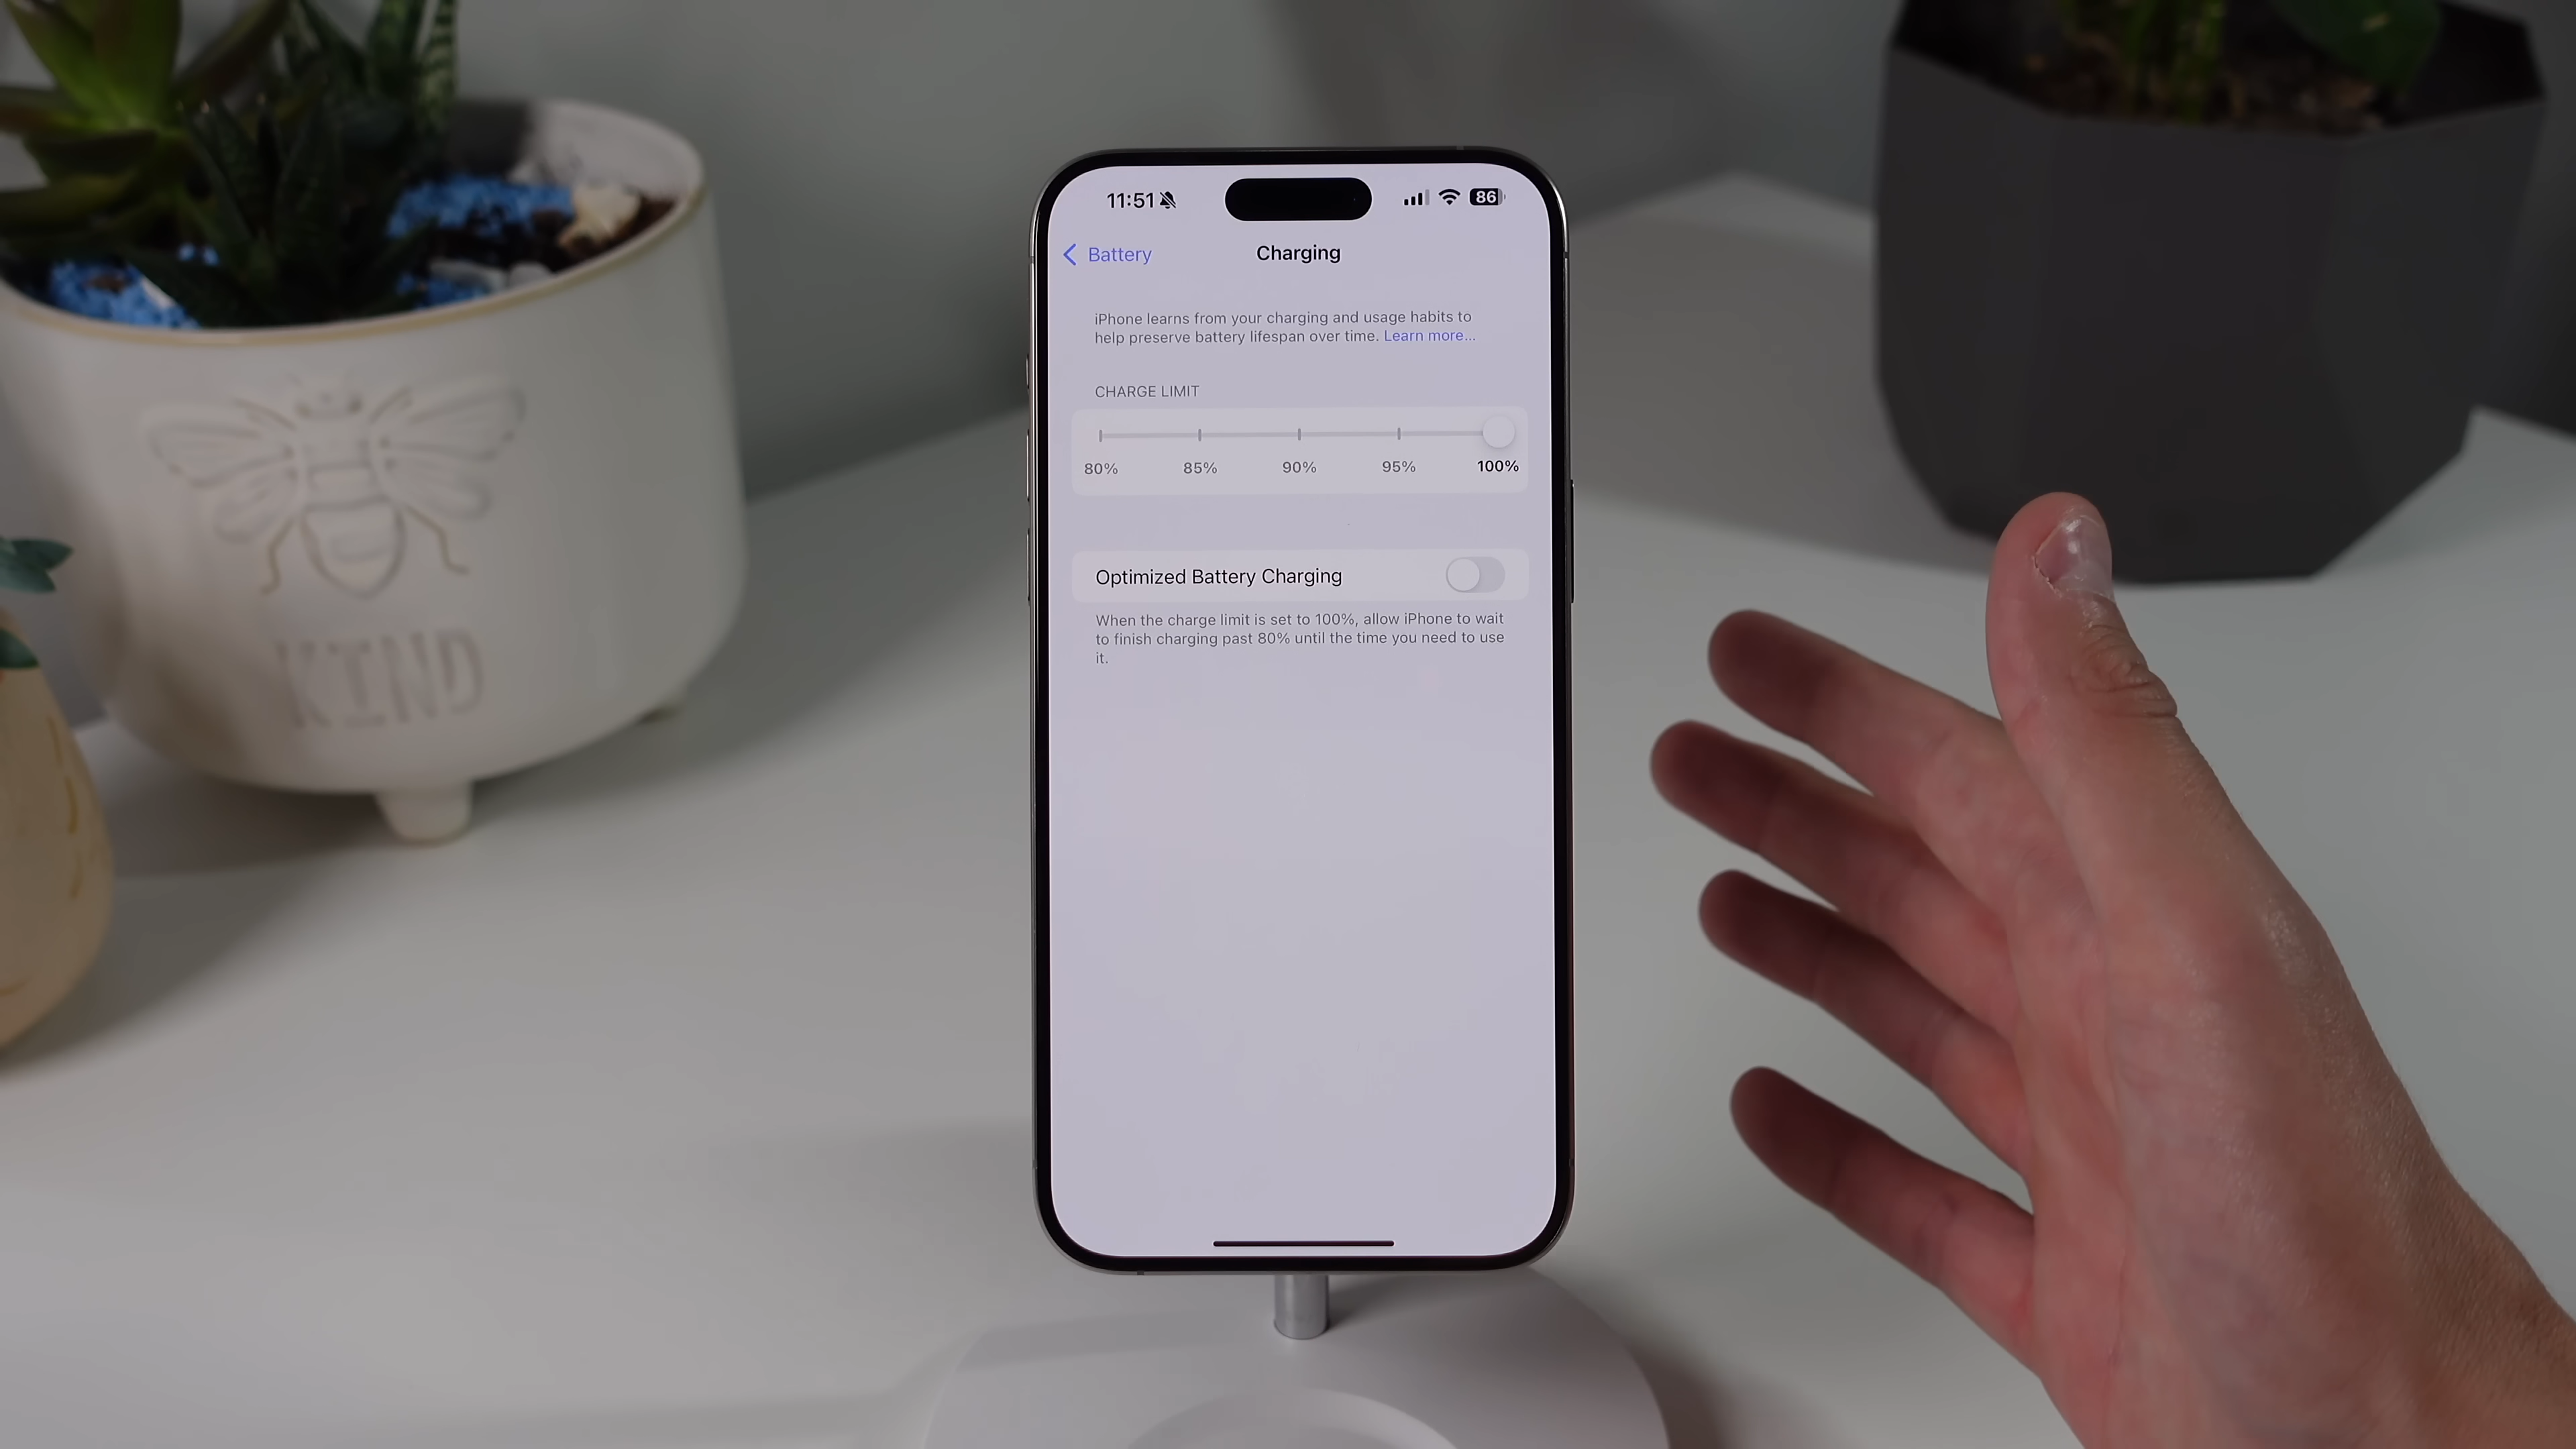 11:51
86
Battery
Charging
iPhone learns from your charging and usage habits to
help preserve battery lifespan over time. Learn more...
CHARGE LIMIT
80% 85% 90% 95% 100%
Optimized Battery Charging
When the charge limit is set to 100%, allow iPhone to wait
to finish charging past 80% until the time you need to use
it.
KIND